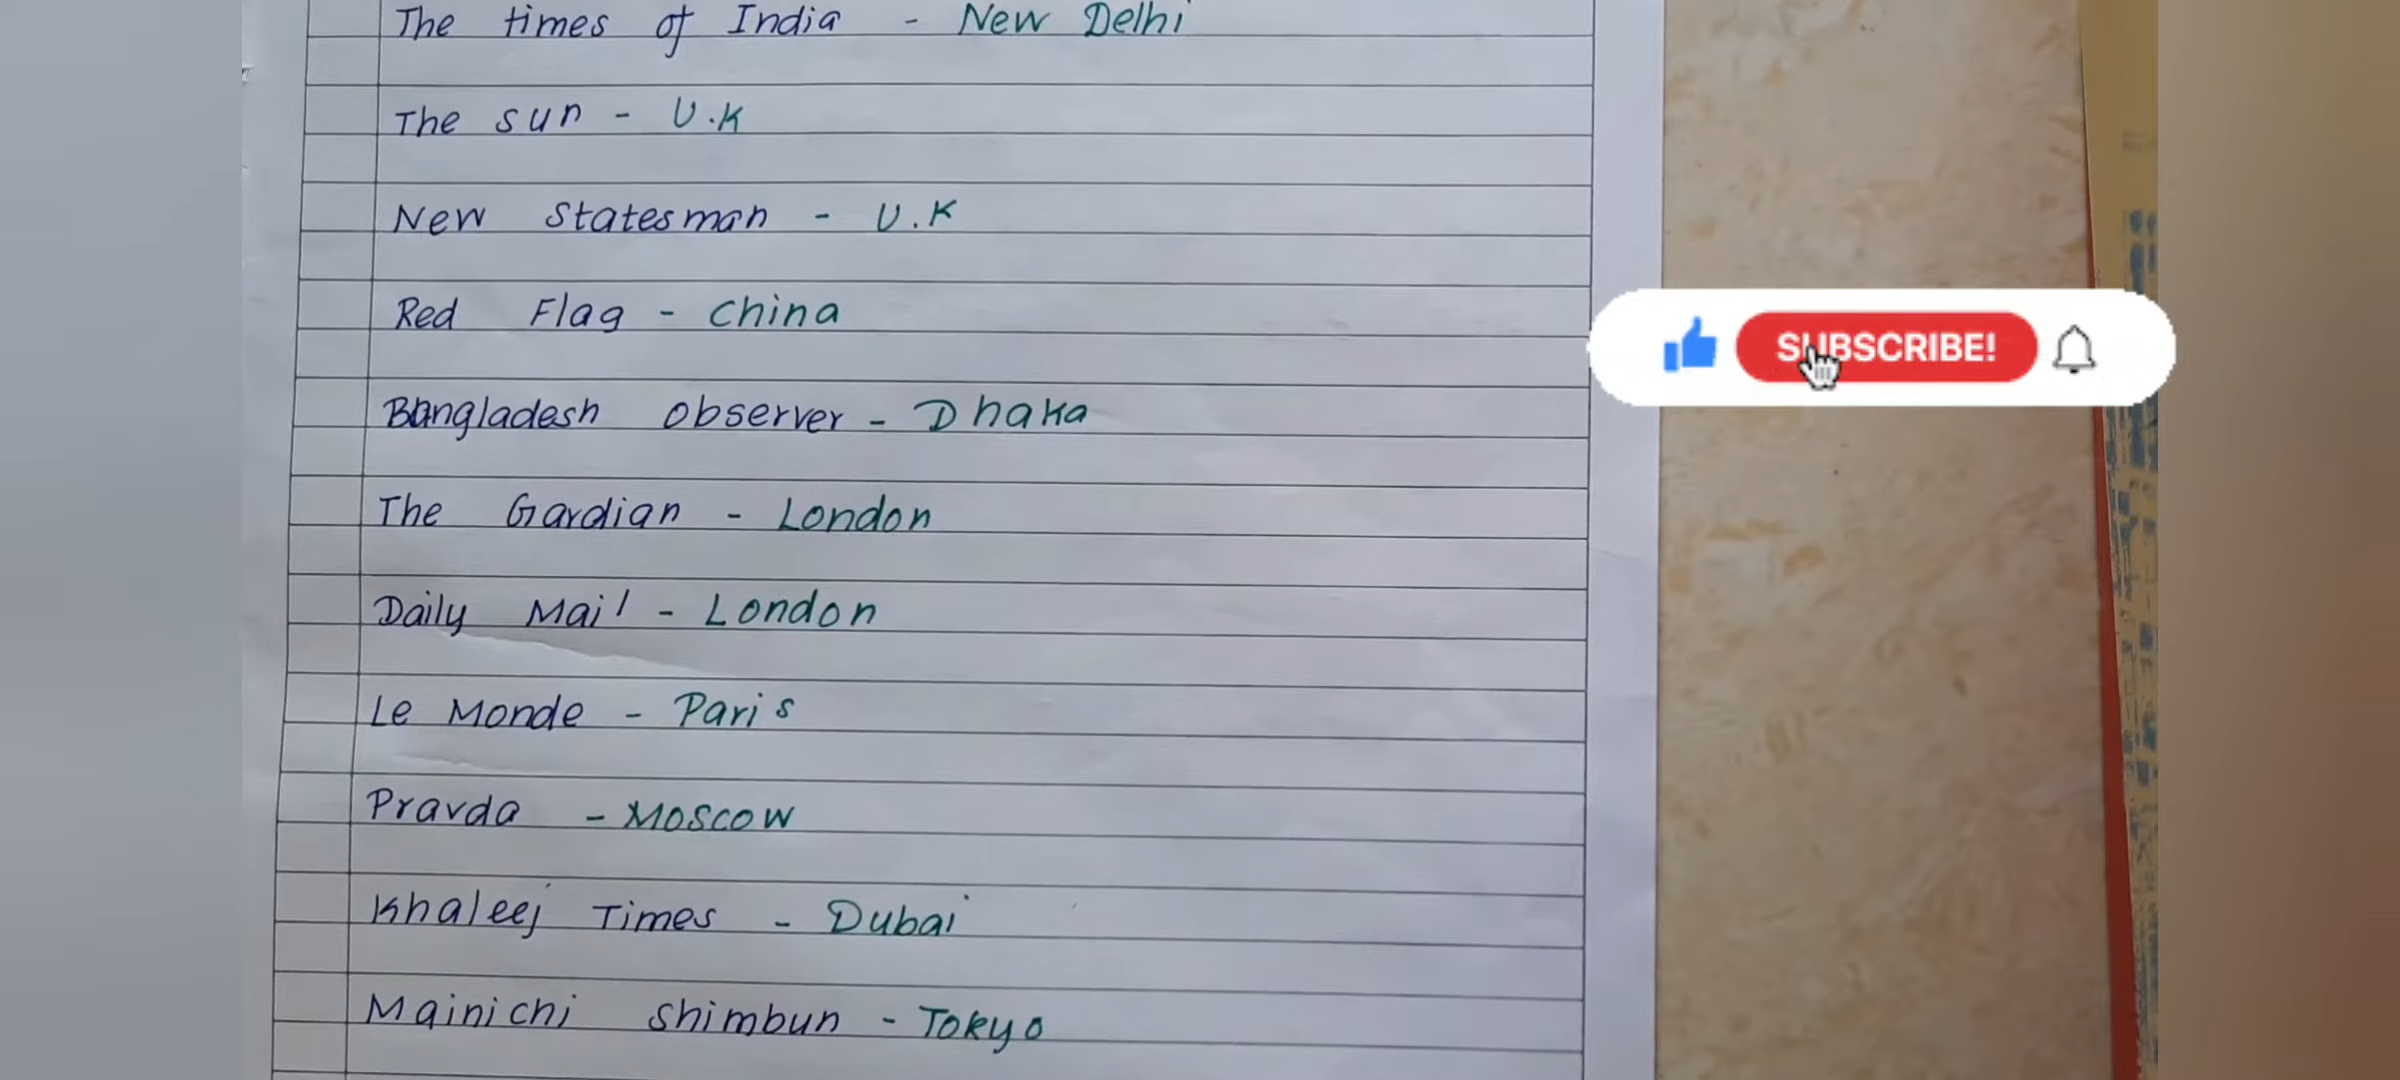 The times of India - New Delhi
The sun - U.K
New Statesman - U.K
Red Flag - China
SUBSCRIBE!
Bangladesh Observer - Dhaka
The Gardian - London
Daily Mail - London
Le Monde - Paris
Pravda - Moscow
Khaleej Times - Dubai
Mainichi Shimbun - Tokyo